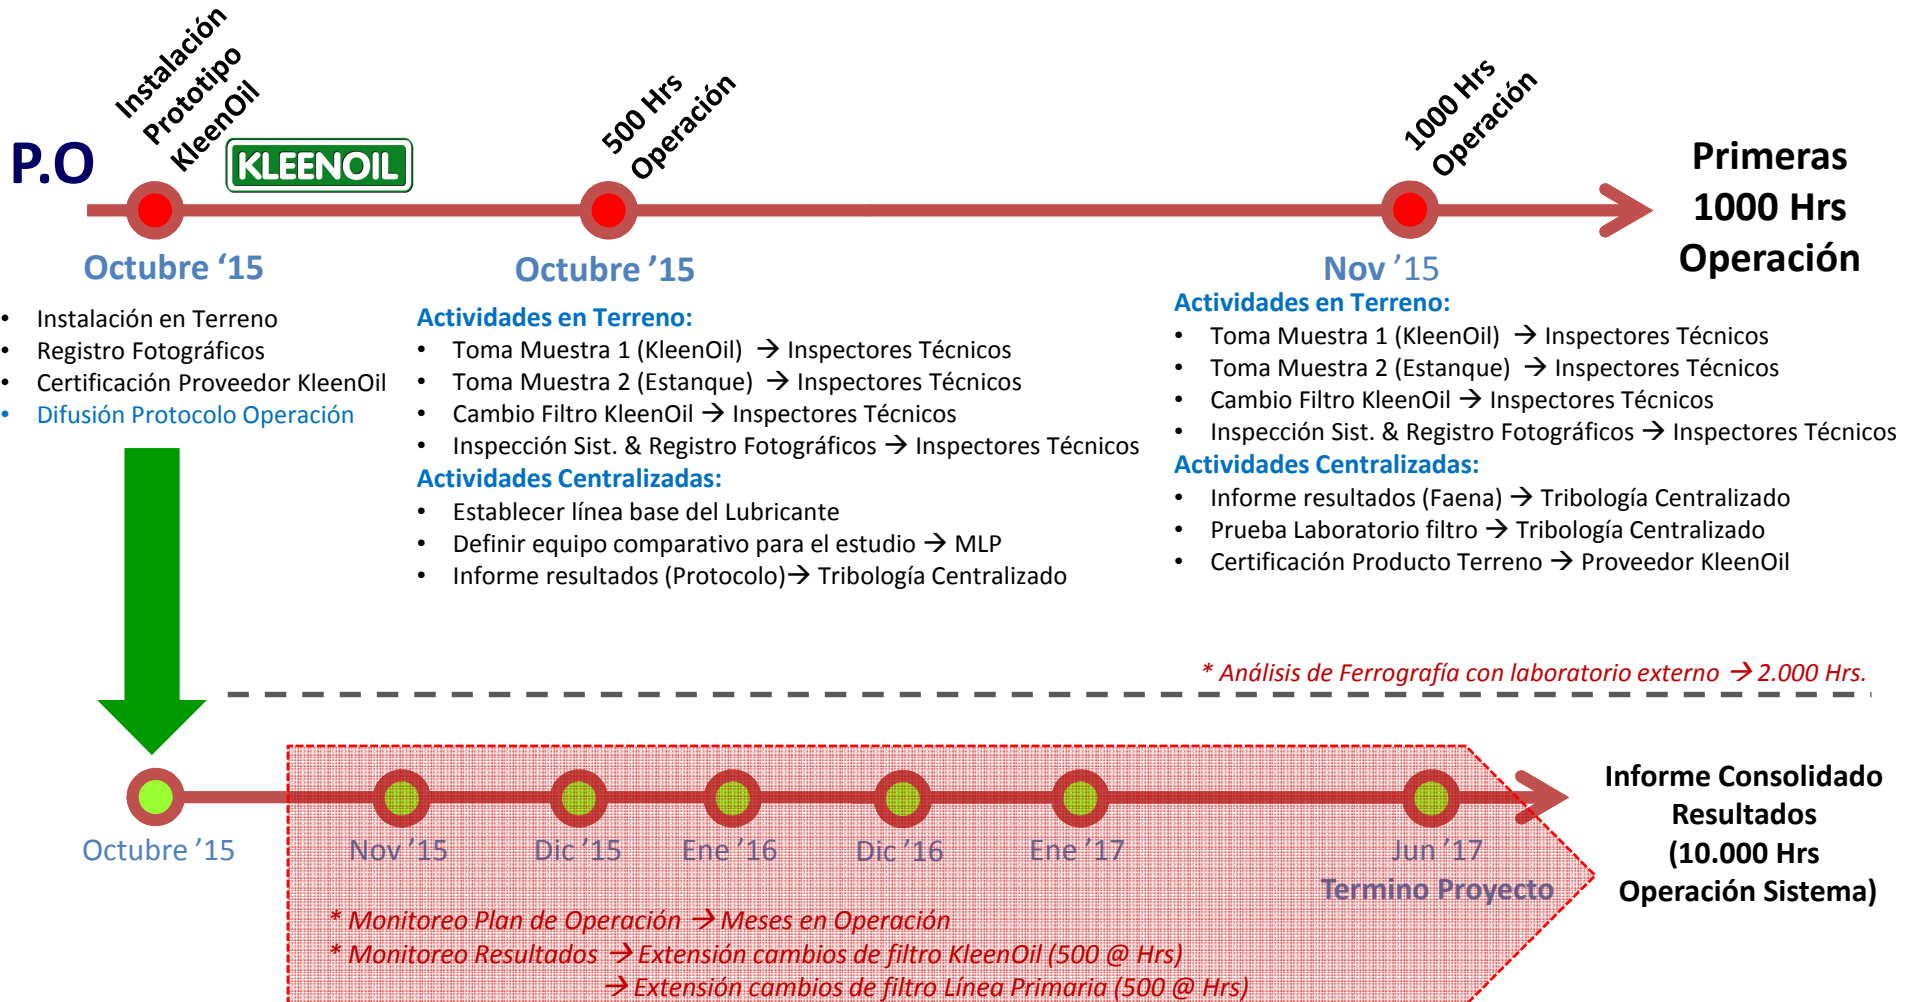 P.O
Instalación
Prototipo
KleenOil
KLEENOIL
500 Hrs
Operación
1000 Hrs
Operación
Primeras
1000 Hrs
Operación
Octubre ‘15
• Instalación en Terreno
• Registro Fotográficos
• Certificación Proveedor KleenOil
• Difusión Protocolo Operación
Octubre ’15
Actividades en Terreno:
• Toma Muestra 1 (KleenOil) → Inspectores Técnicos
• Toma Muestra 2 (Estanque) → Inspectores Técnicos
• Cambio Filtro KleenOil → Inspectores Técnicos
• Inspección Sist. & Registro Fotográficos → Inspectores Técnicos
Actividades Centralizadas:
• Establecer línea base del Lubricante
• Definir equipo comparativo para el estudio → MLP
• Informe resultados (Protocolo)→ Tribología Centralizado
Nov ’15
Actividades en Terreno:
• Toma Muestra 1 (KleenOil) → Inspectores Técnicos
• Toma Muestra 2 (Estanque) → Inspectores Técnicos
• Cambio Filtro KleenOil → Inspectores Técnicos
• Inspección Sist. & Registro Fotográficos → Inspectores Técnicos
Actividades Centralizadas:
• Informe resultados (Faena) → Tribología Centralizado
• Prueba Laboratorio filtro → Tribología Centralizado
• Certificación Producto Terreno → Proveedor KleenOil
* Análisis de Ferrografía con laboratorio externo → 2.000 Hrs.
Octubre ’15
Nov ’15
Dic ’15
Ene ’16
Dic ’16
Ene ’17
Jun ’17
Termino Proyecto
Informe Consolidado
Resultados
(10.000 Hrs
Operación Sistema)
* Monitoreo Plan de Operación → Meses en Operación
* Monitoreo Resultados → Extensión cambios de filtro KleenOil (500 @ Hrs)
→ Extensión cambios de filtro Línea Primaria (500 @ Hrs)